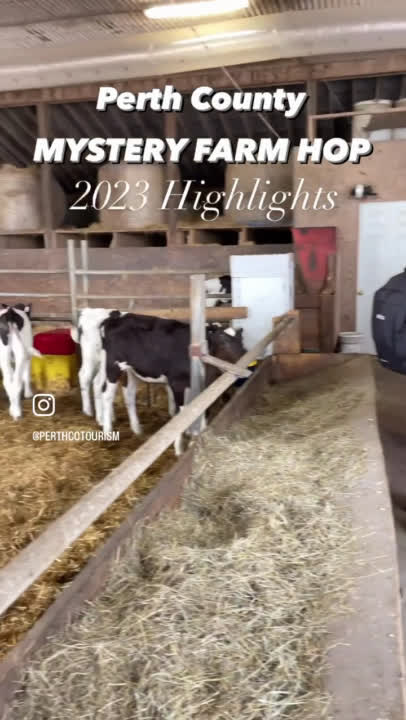 Perth County
MYSTERY FARM HOP
2023 Highlights
@PERTHCOTOURISM